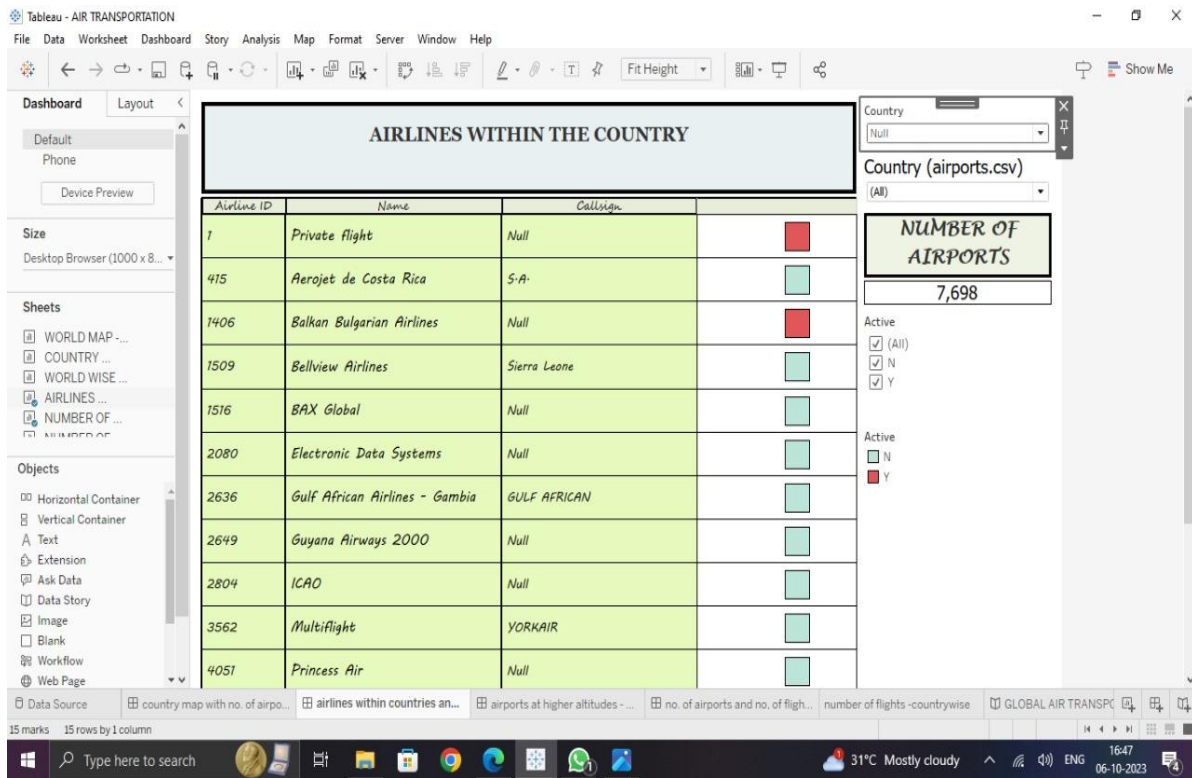 Tableau - AIR TRANSPORTATION
File Data Worksheet Dashboard Story Analysis Map Format Server Window Help
Fit Height
Show Me
Dashboard Layout
Default
Phone
Device Preview
Size
Desktop Browser (1000 x 8...
Sheets
WORLD MAP -...
COUNTRY ...
WORLD WISE ...
AIRLINES ...
NUMBER OF ...
NUMBER OF
Objects
Horizontal Container
Vertical Container
Text
Extension
Ask Data
Data Story
Image
Blank
Workflow
Web Page
AIRLINES WITHIN THE COUNTRY
Airline ID Name Callsign
1 Private flight Null
415 Aerojet de Costa Rica S.A.
1406 Balkan Bulgarian Airlines Null
1509 Bellview Airlines Sierra Leone
1516 BAX Global Null
2080 Electronic Data Systems Null
2636 Gulf African Airlines - Gambia GULF AFRICAN
2649 Guyana Airways 2000 Null
2804 ICAO Null
3562 Multiflight YORKAIR
4051 Princess Air Null
Country
Null
Country (airports.csv)
(All)
NUMBER OF
AIRPORTS
7,698
Active
(All)
N
Y
Active
N
Y
Data Source country map with no. of airpo... airlines within countries an... airports at higher altitudes - ... no. of airports and no. of fligh... number of flights -countrywise GLOBAL AIR TRANSPO
15 marks 15 rows by 1 column
Type here to search
31°C Mostly cloudy ENG 16:47
06-10-2023
4